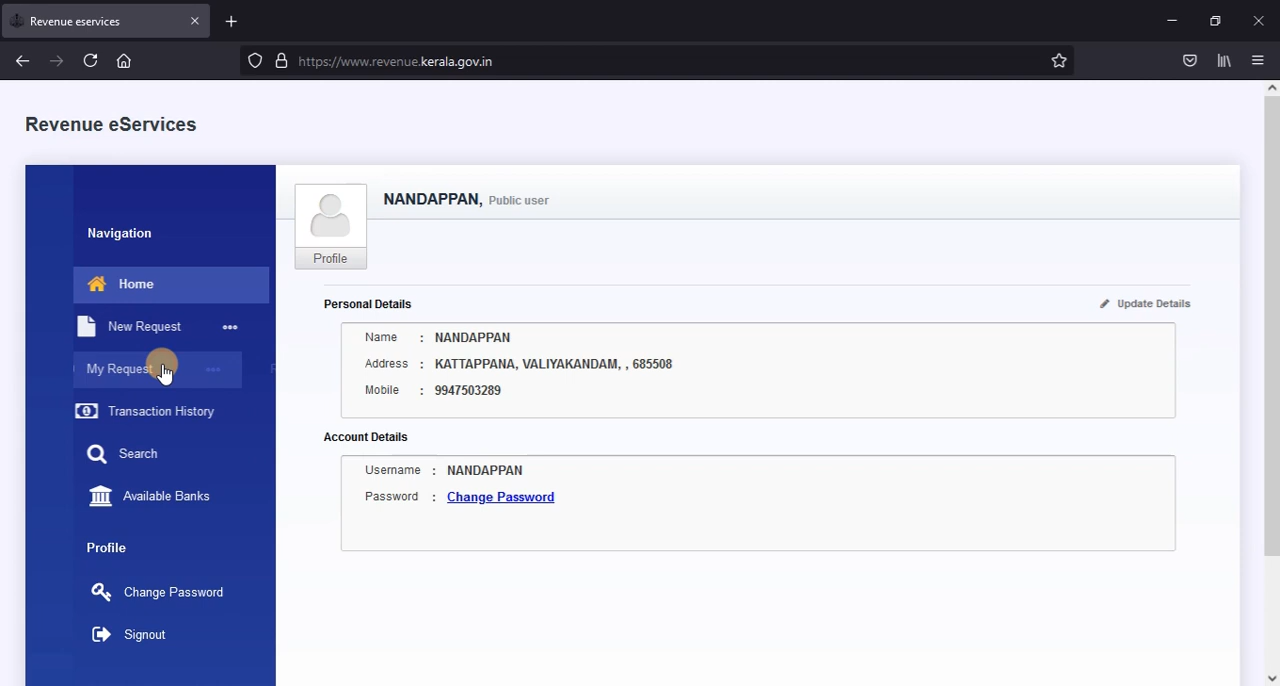 Revenue eservices
https://www.revenue.kerala.gov.in
Revenue eServices
Navigation
Home
New Request
My Request
Transaction History
Search
Available Banks
Profile
Change Password
Signout
NANDAPPAN, Public user
Profile
Personal Details
Update Details
Name : NANDAPPAN
Address : KATTAPPANA, VALIYAKANDAM, , 685508
Mobile : 9947503289
Account Details
Username : NANDAPPAN
Password : Change Password